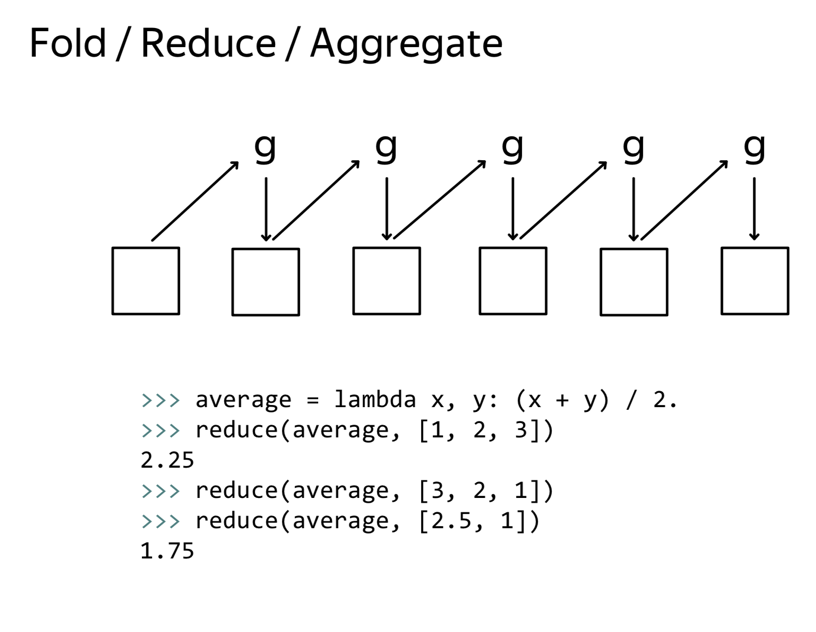 Fold / Reduce / Aggregate
g g g g g
>>> average = lambda x, y: (x + y) / 2.
>>> reduce(average, [1, 2, 3])
2.25
>>> reduce(average, [3, 2, 1])
>>> reduce(average, [2.5, 1])
1.75